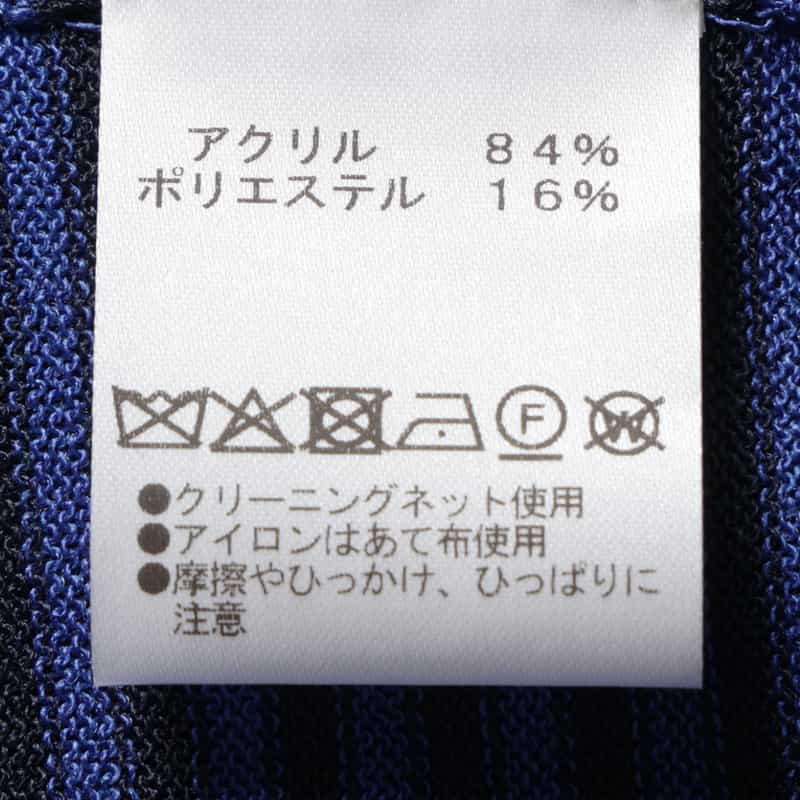 アクリル　８４％
ポリエステル　１６％
F W
●クリーニングネット使用
●アイロンはあて布使用
●摩擦やひっかけ、ひっぱりに
注意